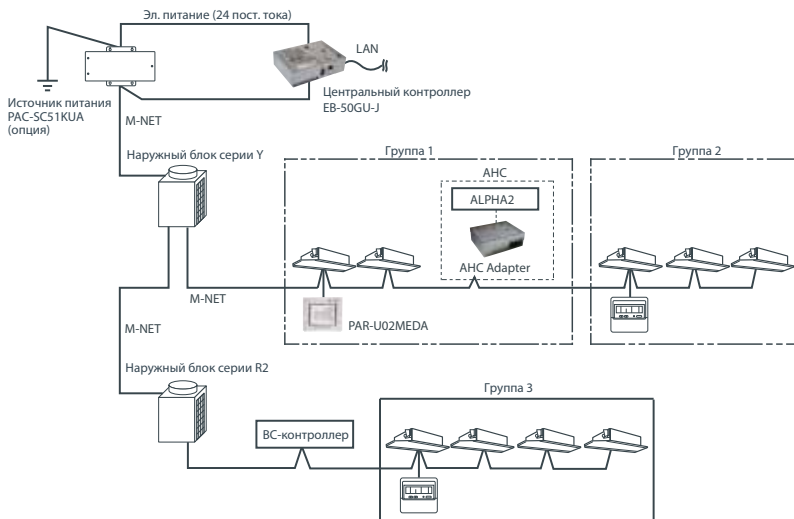 Эл. питание (24 пост. тока)
LAN
Источник питания
PAC-SC51KUA
(опция)
Центральный контроллер
EB-50GU-J
M-NET
Наружный блок серии Y
Группа 1
Группа 2
AHC
ALPHA2
AHC Adapter
M-NET
PAR-U02MEDA
M-NET
Наружный блок серии R2
Группа 3
BC-контроллер